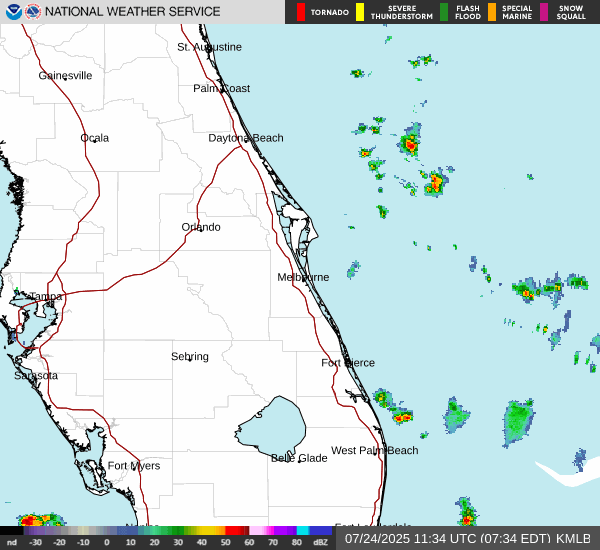 NATIONAL WEATHER SERVICE
TORNADO
SEVERE THUNDERSTORM
FLASH FLOOD
SPECIAL MARINE
SNOW SQUALL
St. Augustine
Gainesville
Palm Coast
Ocala
Daytona Beach
Orlando
Melbourne
Tampa
Sebring
Fort Pierce
Sarasota
West Palm Beach
Belle Glade
Fort Myers
nd -30 -20 -10 0 10 20 30 40 50 60 70 80 dBZ
07/24/2025 11:34 UTC (07:34 EDT) KMLB